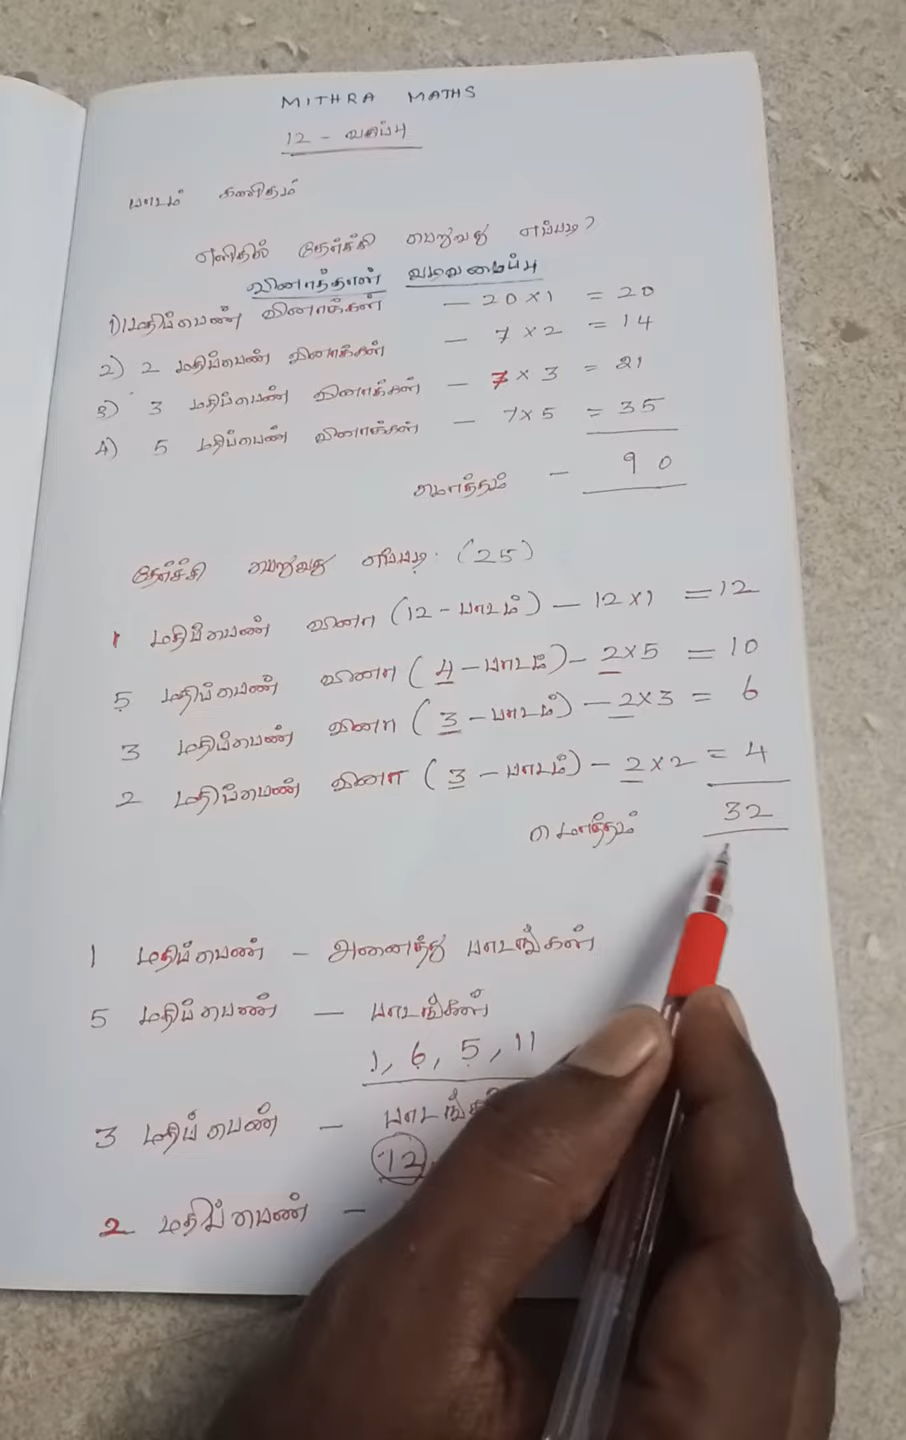 MITHRA MATHS
12 - வகுப்பு
பாடம் கணிதம்
எளிதில் தேர்ச்சி பெறுவது எப்படி?
வினாத்தாள் வடிவமைப்பு
1) 1 மதிப்பெண் வினாக்கள் - 20 × 1 = 20
2) 2 மதிப்பெண் வினாக்கள் - 7 × 2 = 14
3) 3 மதிப்பெண் வினாக்கள் - 7 × 3 = 21
4) 5 மதிப்பெண் வினாக்கள் - 7 × 5 = 35
மொத்தம் - 90
தேர்ச்சி பெறுவது எப்படி. (25)
1 மதிப்பெண் வினா (12 - பாடம்) - 12 × 1 = 12
5 மதிப்பெண் வினா (4 - பாடம்) - 2 × 5 = 10
3 மதிப்பெண் வினா (3 - பாடம்) - 2 × 3 = 6
2 மதிப்பெண் வினா (3 - பாடம்) - 2 × 2 = 4
மொத்தம் 32
1 மதிப்பெண் - அனைத்து பாடங்கள்
5 மதிப்பெண் - பாடங்கள்
1, 6, 5, 11
3 மதிப்பெண் -
12
2 மதிப்பெண் -